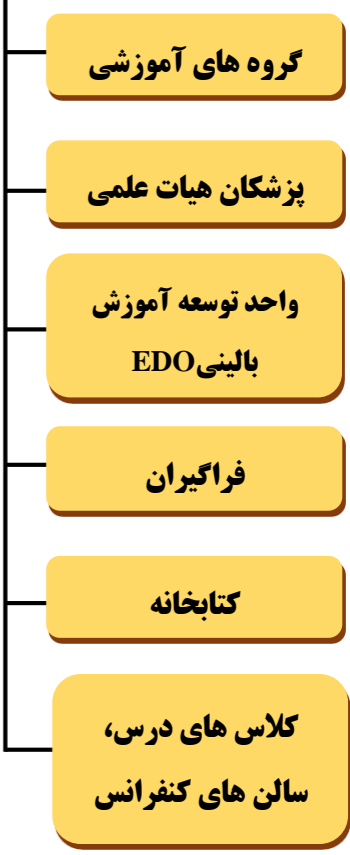 گروه های آموزشی
پزشکان هیات علمی
واحد توسعه آموزش
بالینیEDO
فراگیران
کتابخانه
کلاس های درس،
سالن های کنفرانس